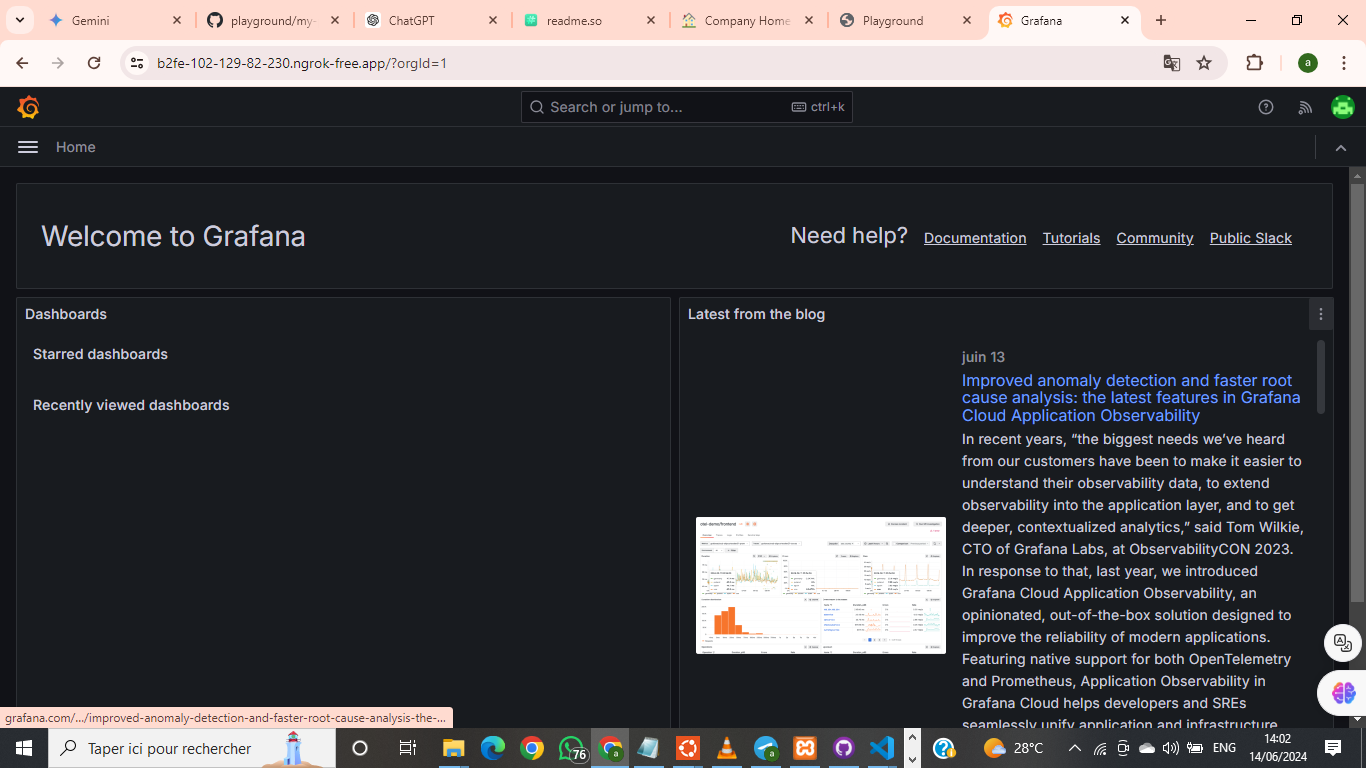 Gemini
playground/my-
ChatGPT
readme.so
Company Home
Playground
Grafana
b2fe-102-129-82-230.ngrok-free.app/?orgId=1
a
Search or jump to...
ctrl+k
Home
Welcome to Grafana
Need help?
Documentation
Tutorials
Community
Public Slack
Dashboards
Starred dashboards
Recently viewed dashboards
Latest from the blog
juin 13
Improved anomaly detection and faster root
cause analysis: the latest features in Grafana
Cloud Application Observability
In recent years, “the biggest needs we’ve heard
from our customers have been to make it easier to
understand their observability data, to extend
observability into the application layer, and to get
deeper, contextualized analytics,” said Tom Wilkie,
CTO of Grafana Labs, at ObservabilityCON 2023.
In response to that, last year, we introduced
Grafana Cloud Application Observability, an
opinionated, out-of-the-box solution designed to
improve the reliability of modern applications.
Featuring native support for both OpenTelemetry
and Prometheus, Application Observability in
Grafana Cloud helps developers and SREs
seamlessly unify application and infrastructure
grafana.com/.../improved-anomaly-detection-and-faster-root-cause-analysis-the-...
Taper ici pour rechercher
76
28°C
ENG
14:02
14/06/2024